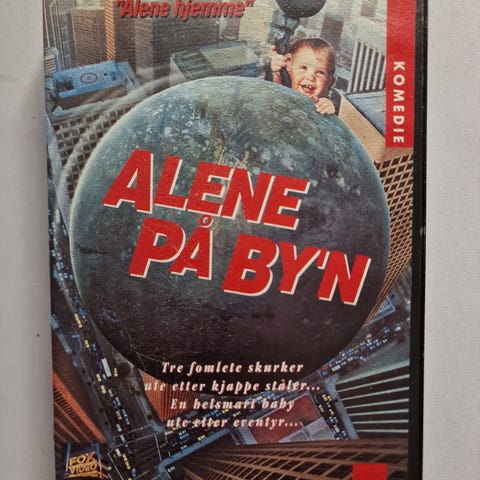 "Alene hjemme"
KOMEDIE
ALENE
PÅ BY'N
Tre fomlete skurker
ute etter kjappe stålers...
En helsmart baby
ute etter eventyr...
FOX
VIDEO